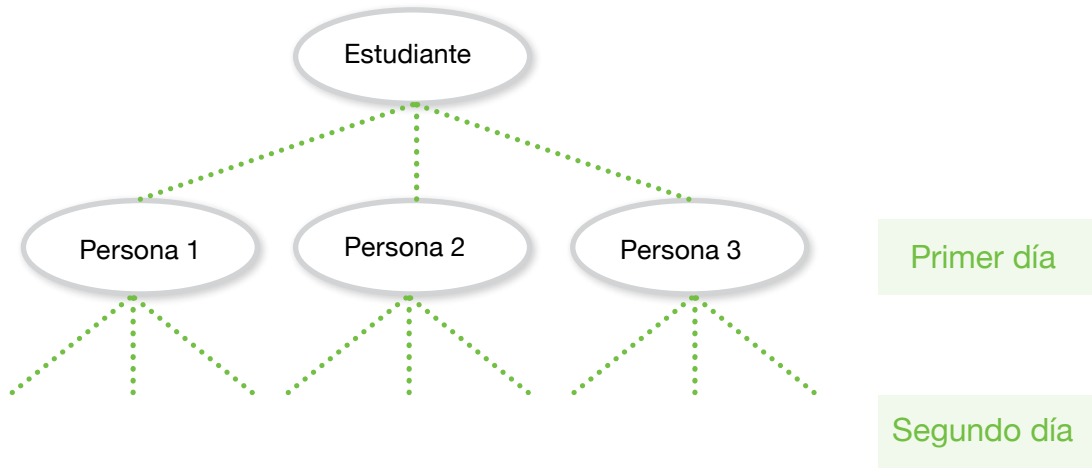 Estudiante
Persona 1
Persona 2
Persona 3
Primer día
Segundo día